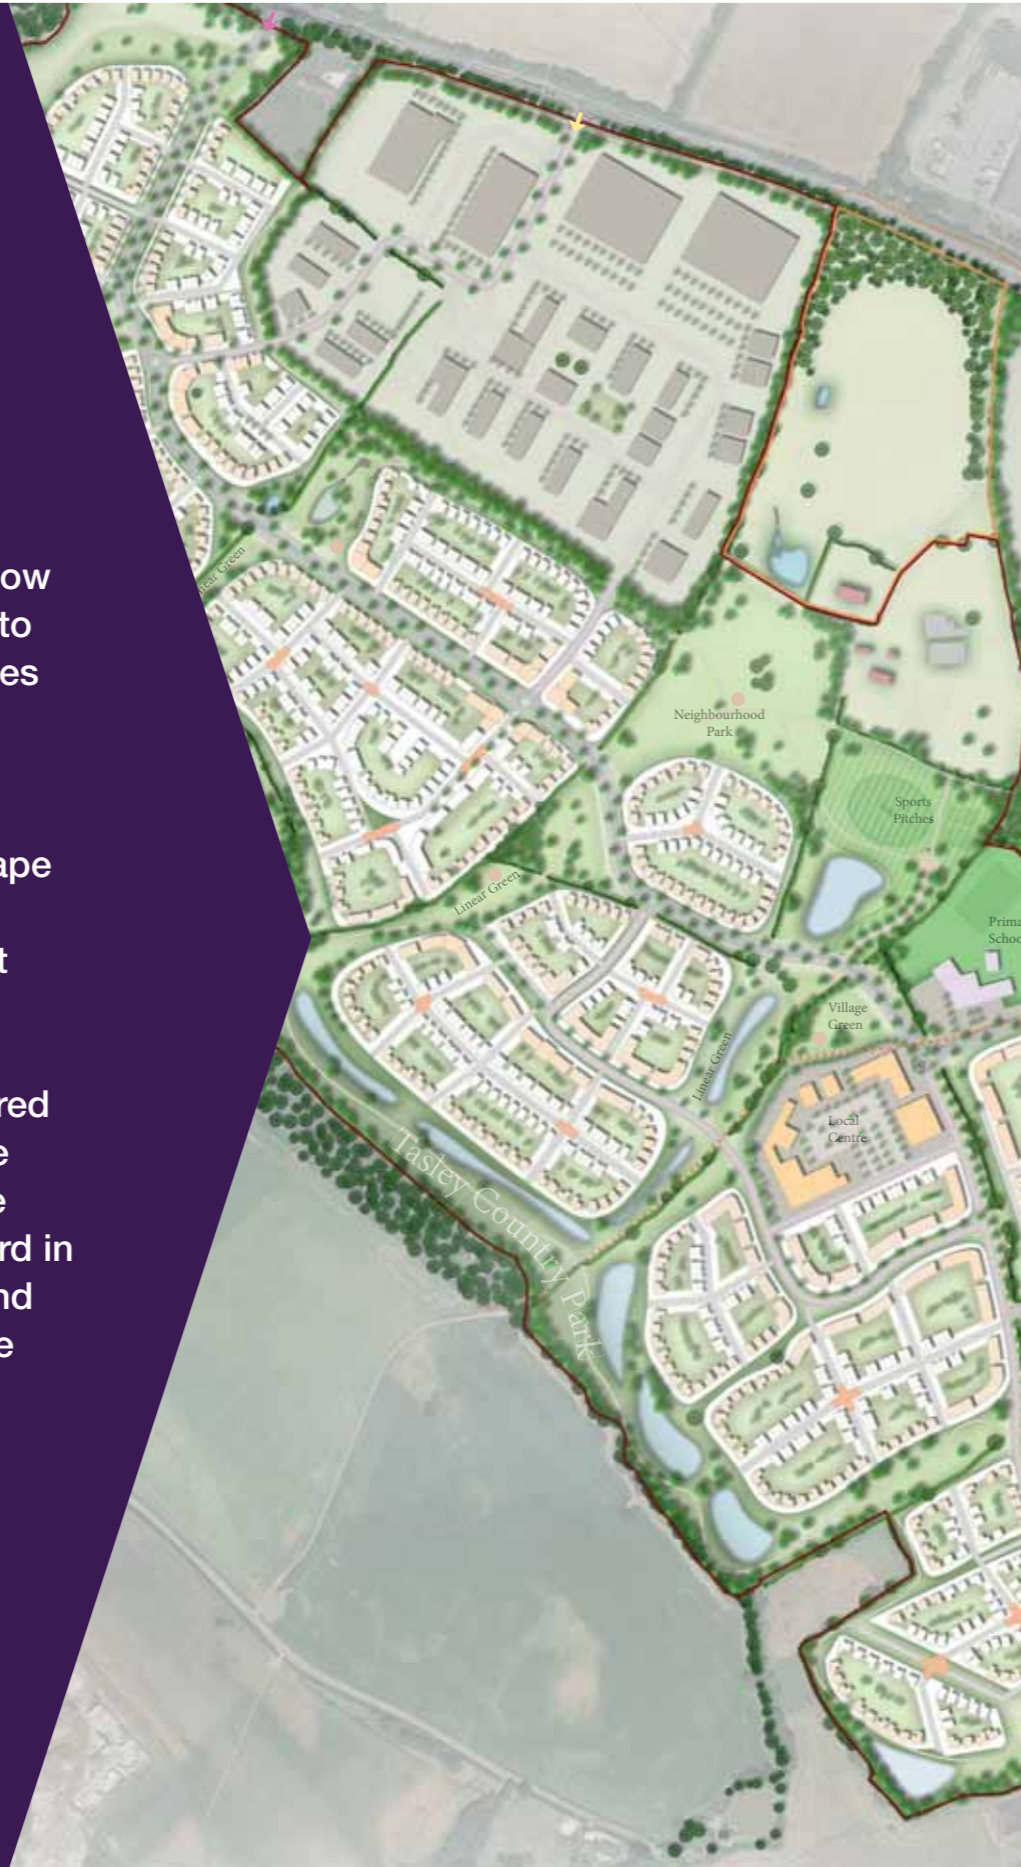 ow
to
es
ape
t
red
e
e
rd in
nd
e
near Green
Neighbourhood
Park
Sports
Pitches
Linear Green
Prima
Schoo
Village
Green
Linear Green
Local
Centre
Tasley Country Park